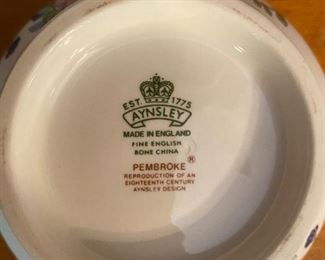 EST. 1775
AYNSLEY
MADE IN ENGLAND
FINE ENGLISH
BONE CHINA
PEMBROKE®
REPRODUCTION OF AN
EIGHTEENTH CENTURY
AYNSLEY DESIGN